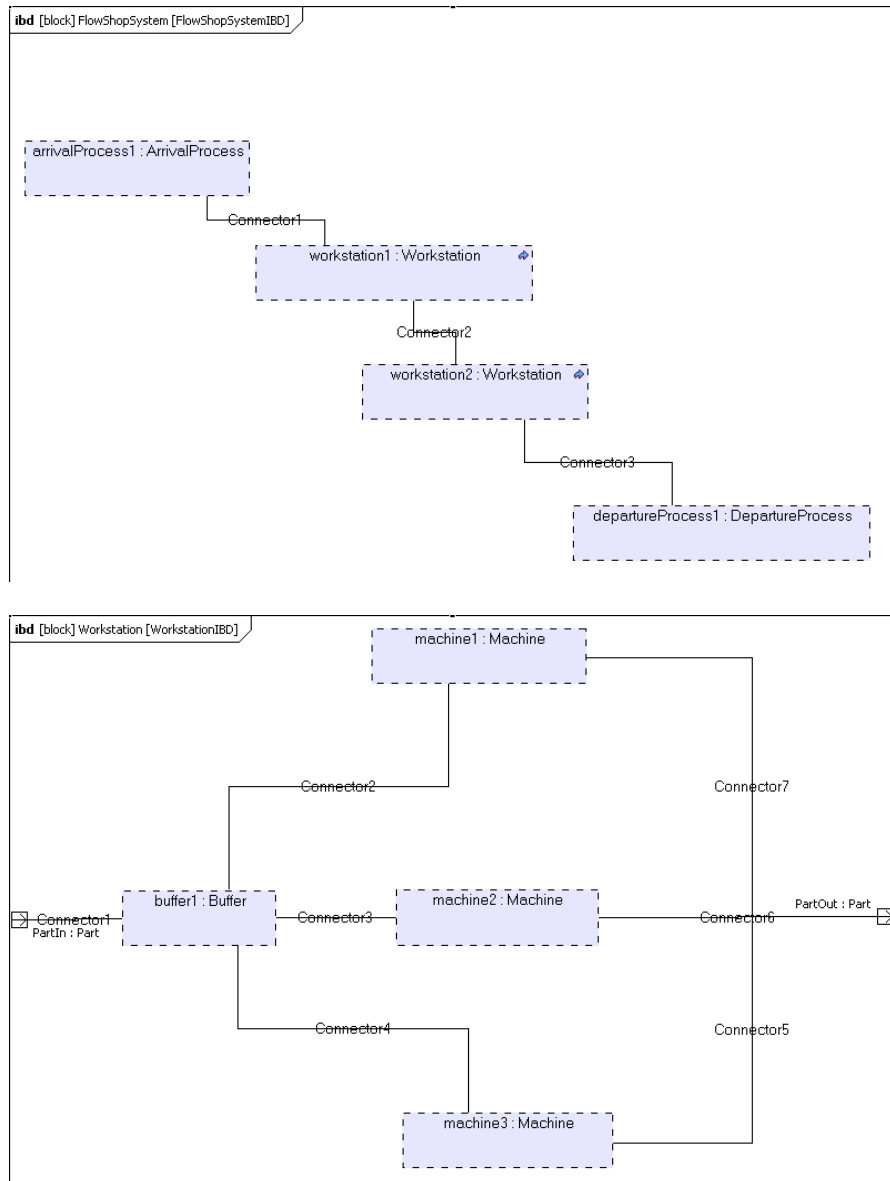 ibd [block] FlowShopSystem [FlowShopSystemIBD]
arrivalProcess1 : ArrivalProcess
Connector1
workstation1 : Workstation
Connector2
workstation2 : Workstation
Connector3
departureProcess1 : DepartureProcess
ibd [block] Workstation [WorkstationIBD]
machine1 : Machine
Connector2
Connector7
buffer1 : Buffer
machine2 : Machine
PartOut : Part
Connector1
Connector3
Connector6
PartIn : Part
Connector4
Connector5
machine3 : Machine